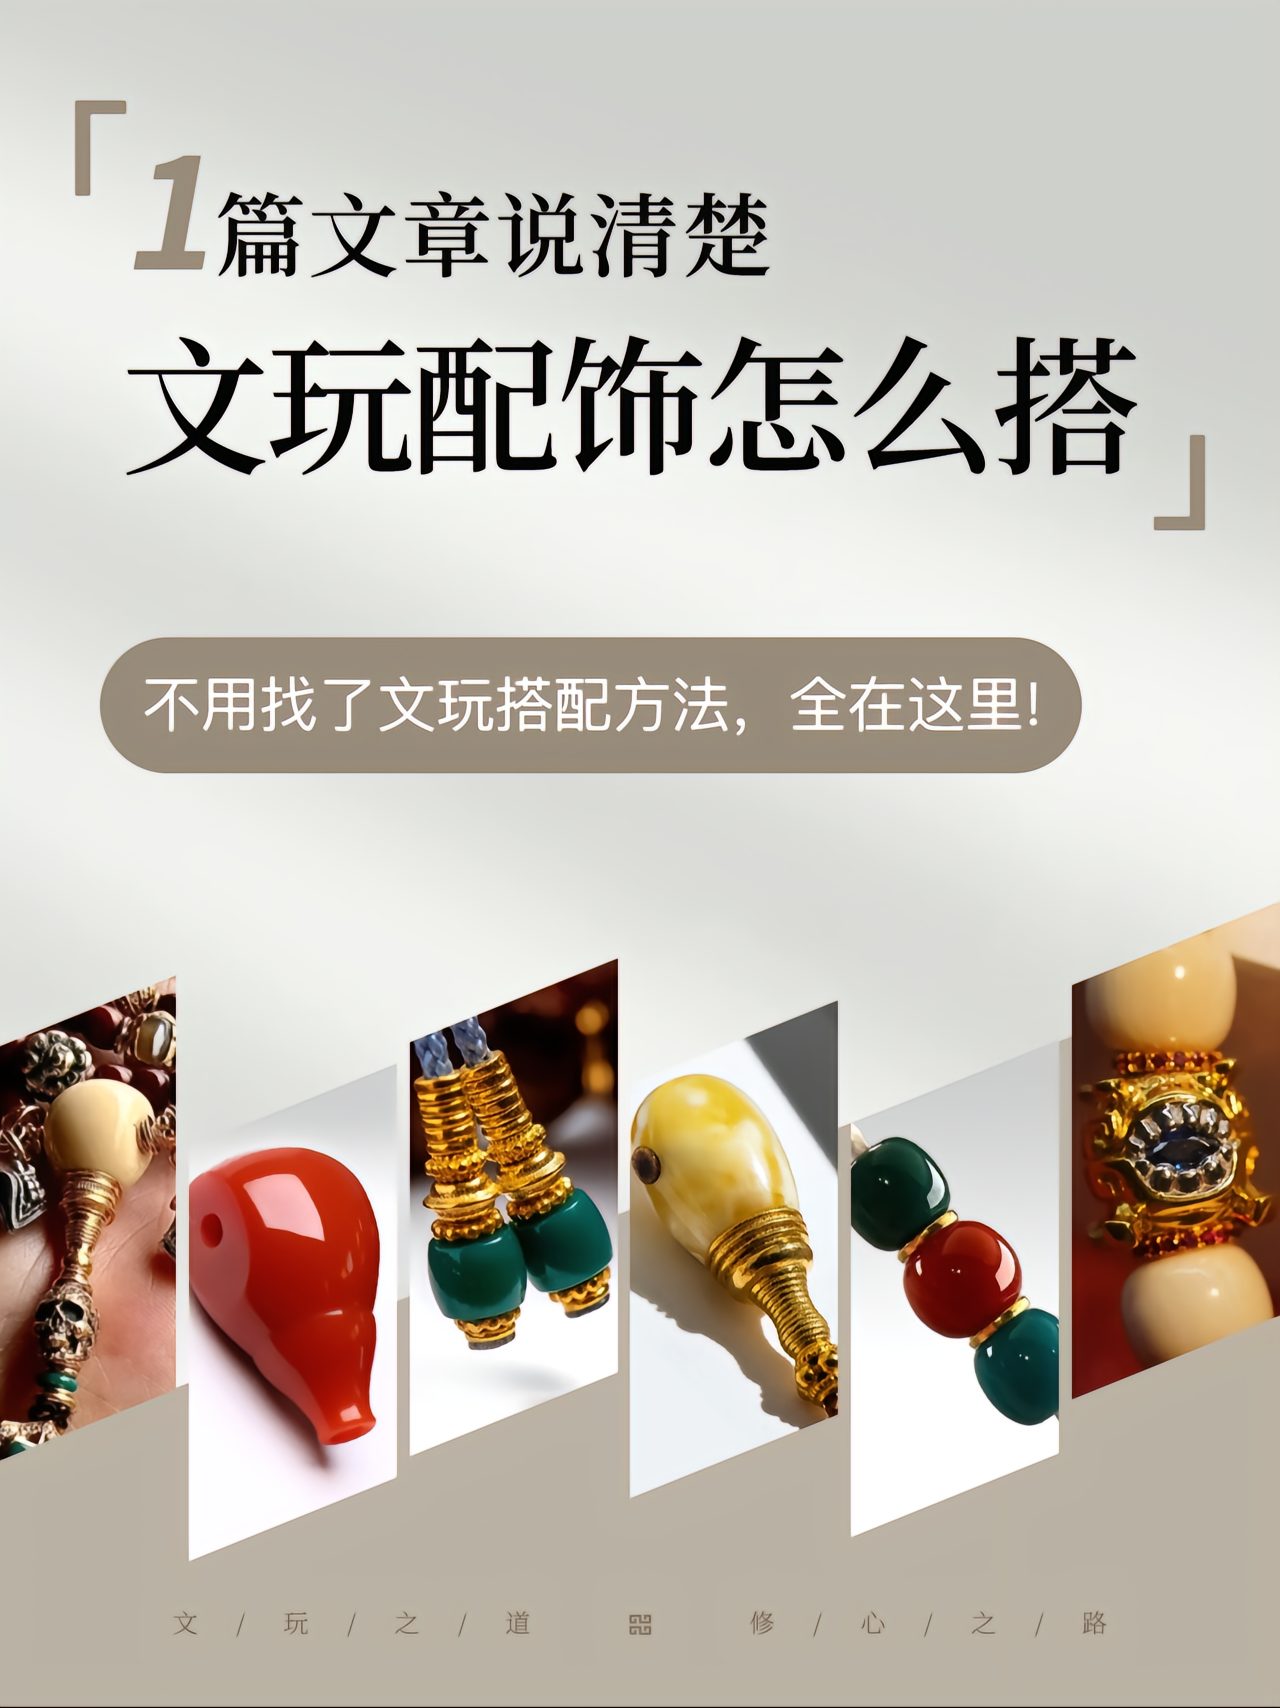 「1篇文章说清楚
文玩配饰怎么搭」
不用找了文玩搭配方法，全在这里!
文/玩/之/道 修/心/之/路